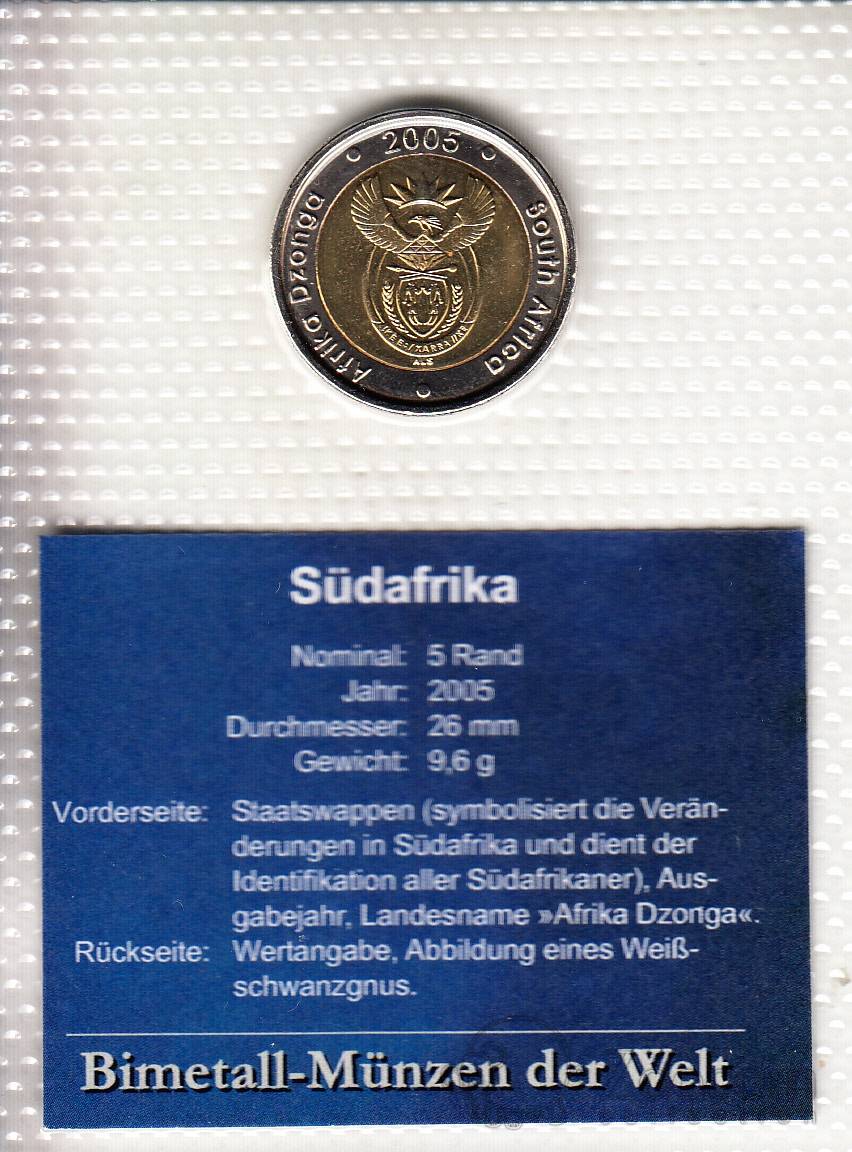 2005
Afrika Dzonga
South Africa
ALS
Südafrika
Nominal: 5 Rand
Jahr: 2005
Durchmesser: 26 mm
Gewicht: 9,6 g
Vorderseite: Staatswappen (symbolisiert die Verän-
derungen in Südafrika und dient der
Identifikation aller Südafrikaner), Aus-
gabejahr, Landesname »Afrika Dzonga«.
Rückseite: Wertangabe, Abbildung eines Weiß-
schwanzgnus.
Bimetall-Münzen der Welt